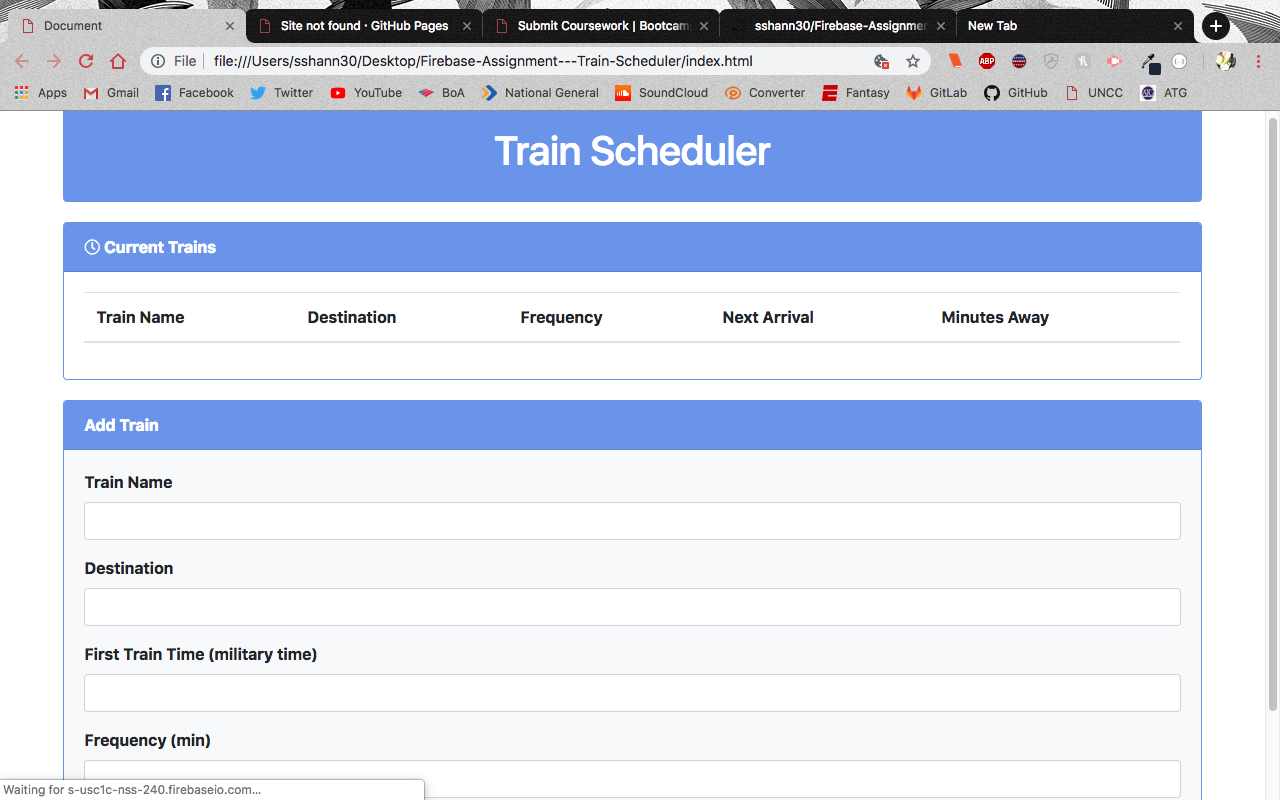 Document
Site not found · GitHub Pages
Submit Coursework | Bootcam
sshann30/Firebase-Assignmer
New Tab
File
file:///Users/sshann30/Desktop/Firebase-Assignment---Train-Scheduler/index.html
ABP
Apps
Gmail
Facebook
Twitter
YouTube
BoA
National General
SoundCloud
Converter
Fantasy
GitLab
GitHub
UNCC
ATG
Train Scheduler
Current Trains
Train Name Destination Frequency Next Arrival Minutes Away
Add Train
Train Name
Destination
First Train Time (military time)
Frequency (min)
Waiting for s-usc1c-nss-240.firebaseio.com...